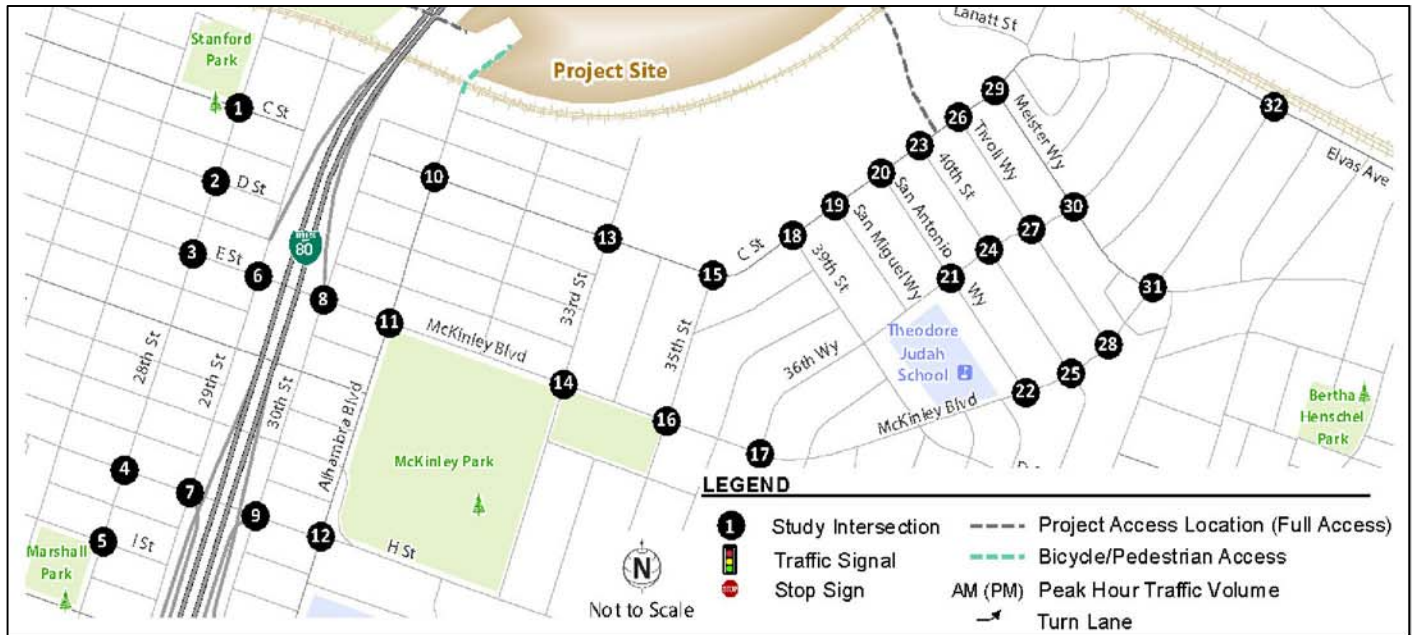 Lanatt St
Stanford
Park
Project Site
29
32
1
C St
26
Meister Wy
Tivoli Wy
23
40th St
Elvas Ave
2
D St
10
20
San Antonio
Wy
19
San Miguel Wy
30
3
E St
6
80
13
18
27
24
15
C St
39th St
21
31
8
11
McKinley Blvd
33rd St
35th St
28th St
29th St
30th St
Theodore
Judah
School
36th Wy
28
14
25
22
Bertha
Henschel
Park
16
McKinley Blvd
Alhambra Blvd
17
McKinley Park
4
7
9
12
H St
5
I St
Marshall
Park
N
Not to Scale
LEGEND
1 Study Intersection
Traffic Signal
STOP Stop Sign
Project Access Location (Full Access)
Bicycle/Pedestrian Access
AM (PM) Peak Hour Traffic Volume
Turn Lane